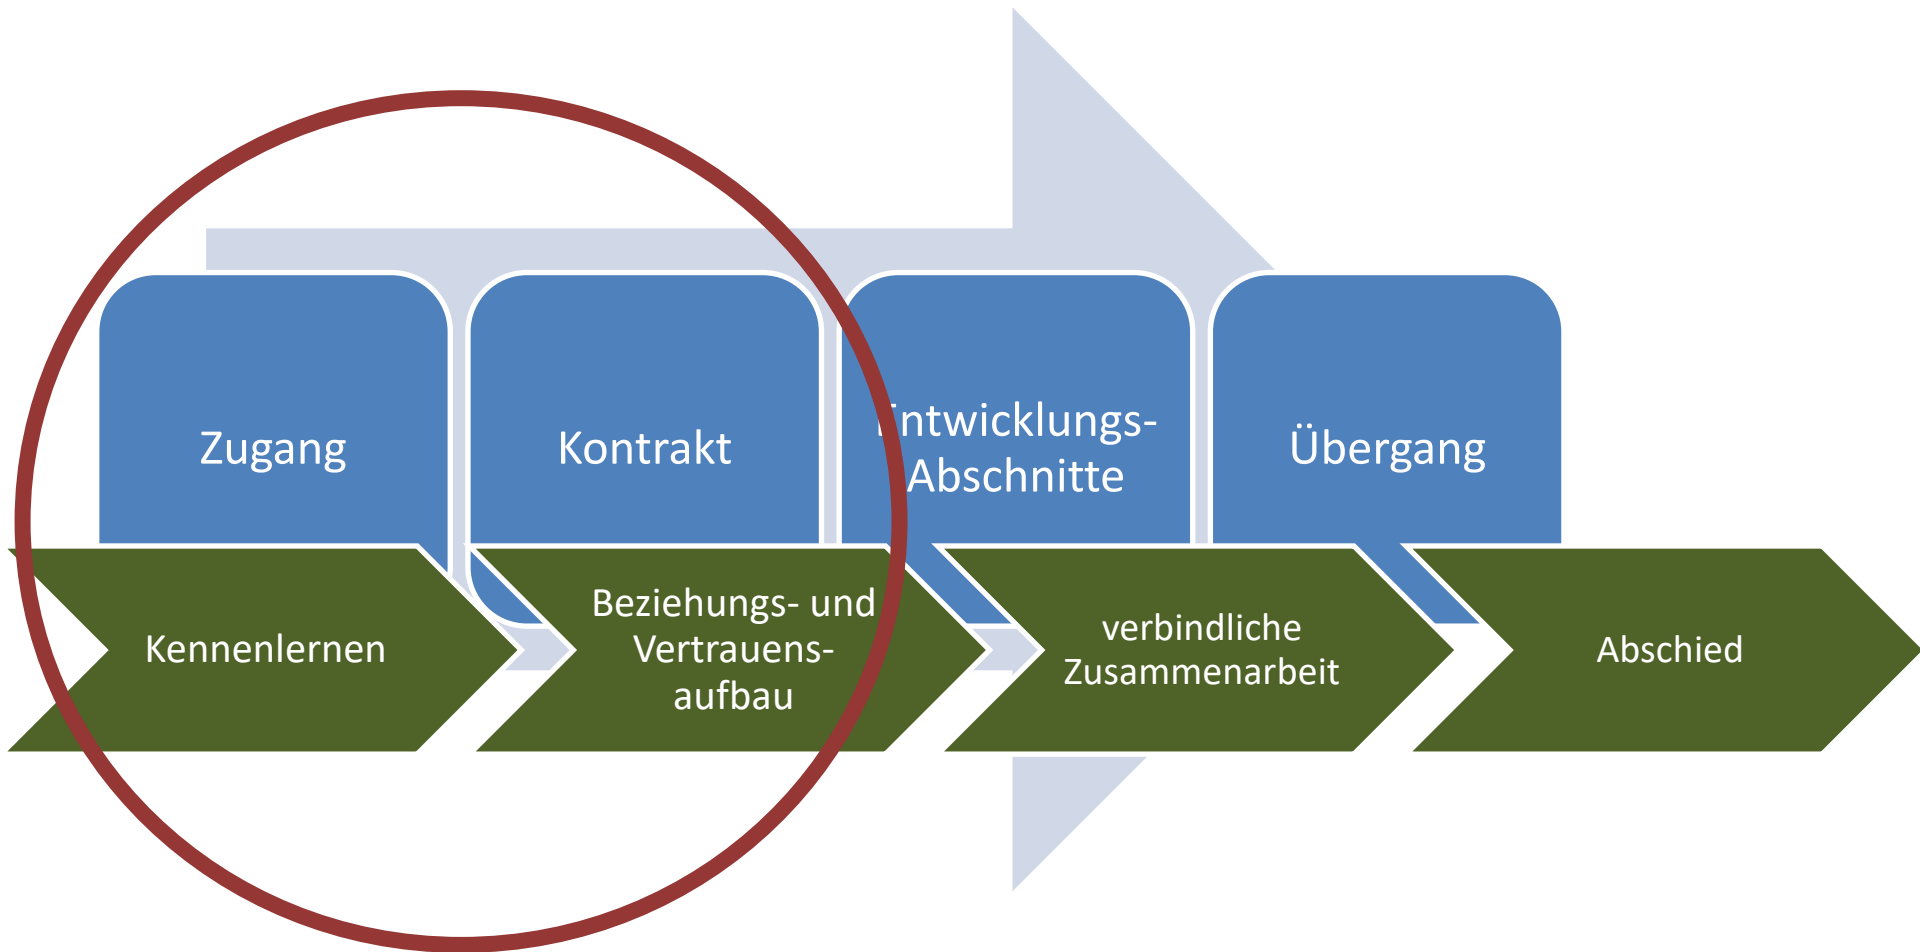 Zugang
Kontrakt
Entwicklungs-
Abschnitte
Übergang
Kennenlernen
Beziehungs- und
Vertrauens-
aufbau
verbindliche
Zusammenarbeit
Abschied